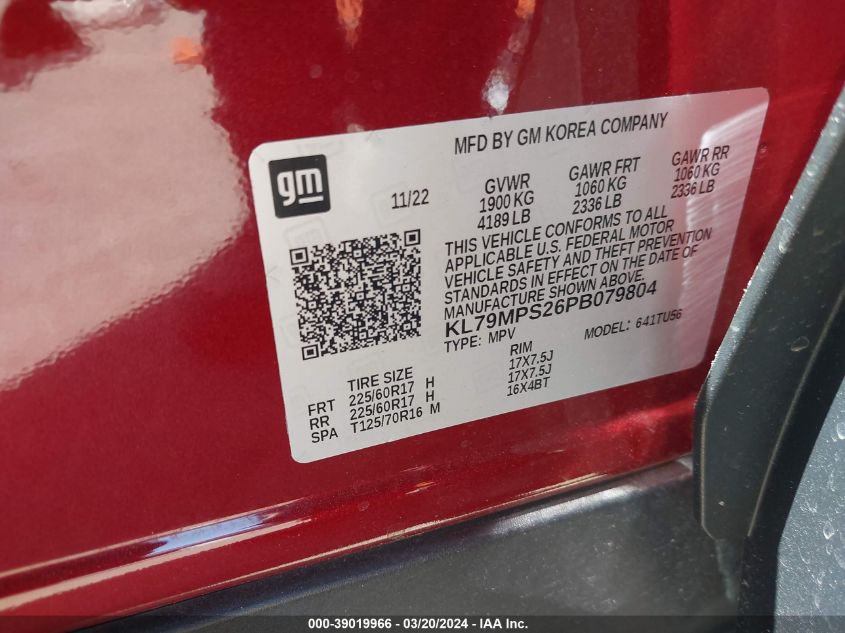 MFD BY GM KOREA COMPANY
gm
11/22
GVWR GAWR FRT GAWR RR
1900 KG 1060 KG 1060 KG
4189 LB 2336 LB 2336 LB
THIS VEHICLE CONFORMS TO ALL
APPLICABLE U.S. FEDERAL MOTOR
VEHICLE SAFETY AND THEFT PREVENTION
STANDARDS IN EFFECT ON THE DATE OF
MANUFACTURE SHOWN ABOVE.
KL79MPS26PB079804
TYPE: MPV MODEL: 641TU56
TIRE SIZE RIM
FRT 225/60R17 H 17X7.5J
RR 225/60R17 H 17X7.5J
SPA T125/70R16 M 16X4BT
000-39019966 / 03/20/2024 - IAA Inc.